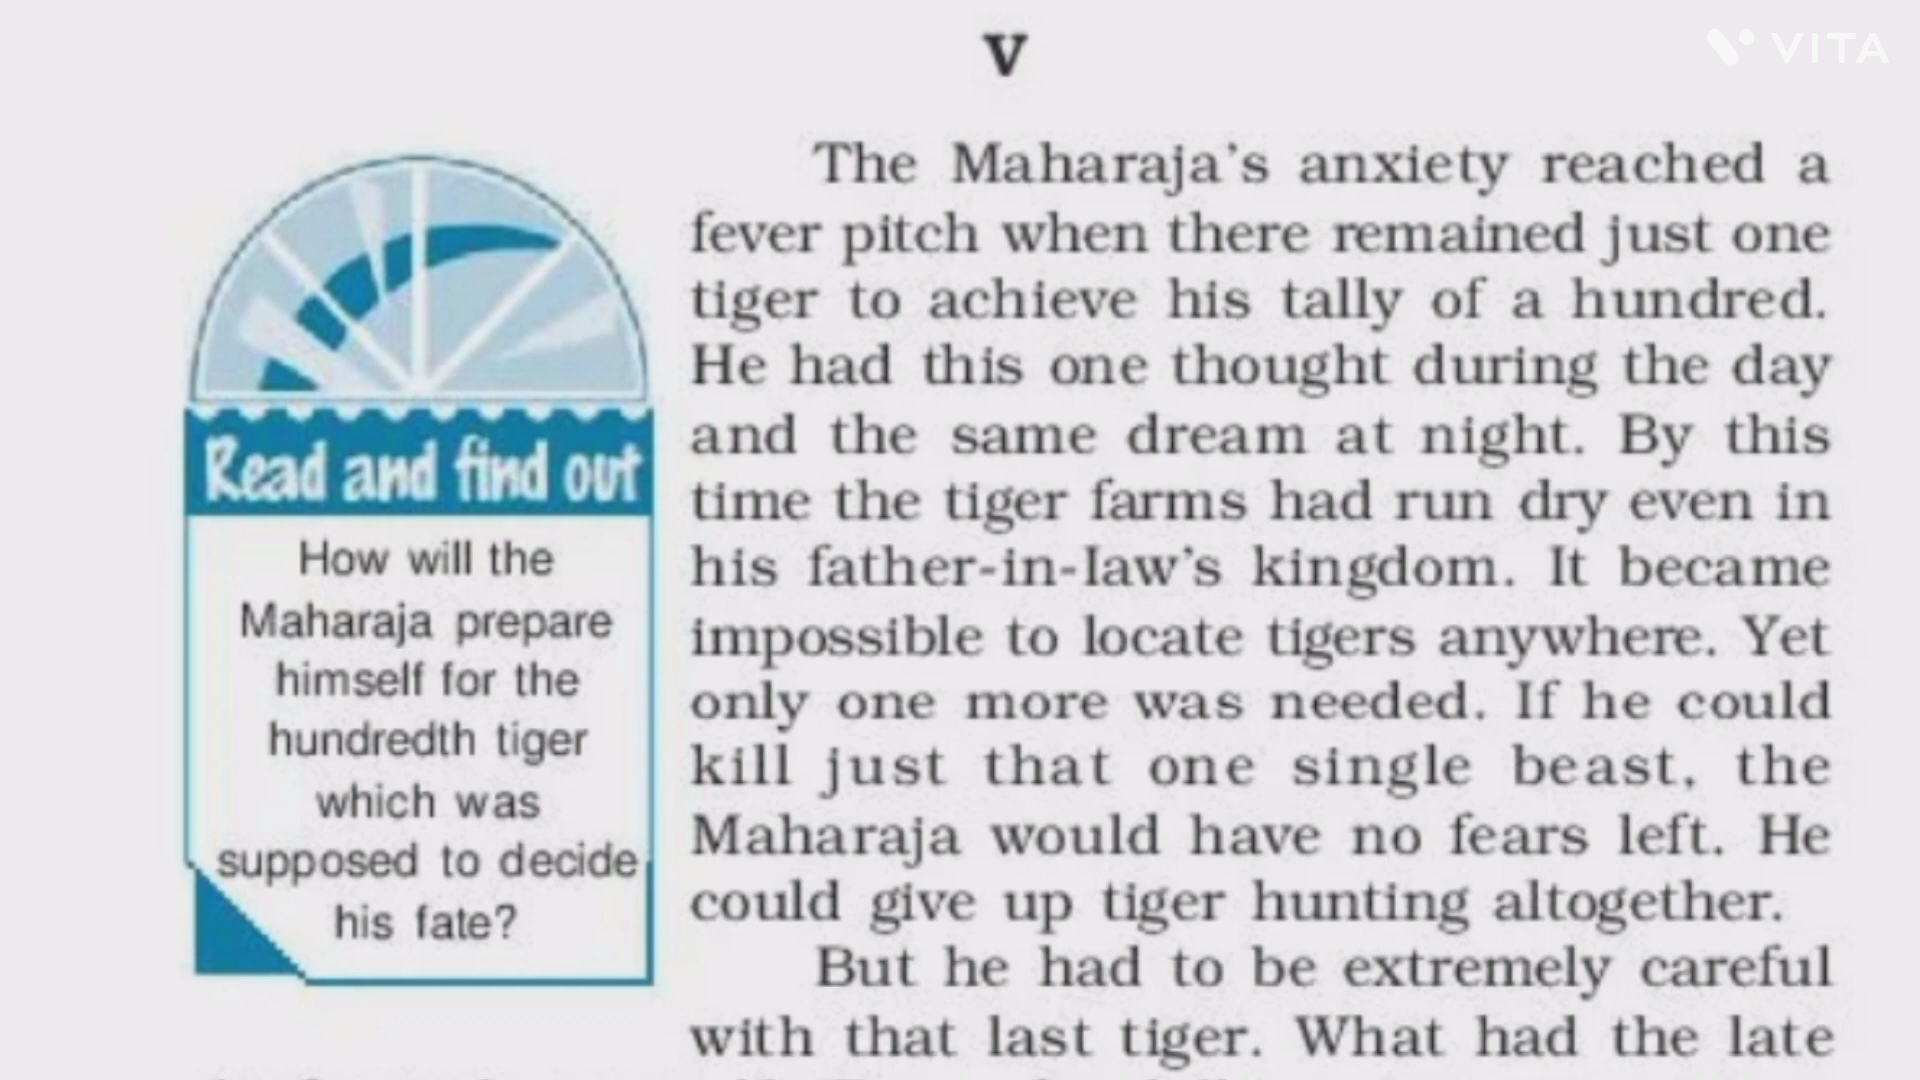 V
VITA
The Maharaja's anxiety reached a
fever pitch when there remained just one
tiger to achieve his tally of a hundred.
He had this one thought during the day
and the same dream at night. By this
time the tiger farms had run dry even in
his father-in-law's kingdom. It became
impossible to locate tigers anywhere. Yet
only one more was needed. If he could
kill just that one single beast, the
Maharaja would have no fears left. He
could give up tiger hunting altogether.
But he had to be extremely careful
with that last tiger. What had the late
Read and find out
How will the
Maharaja prepare
himself for the
hundredth tiger
which was
supposed to decide
his fate?